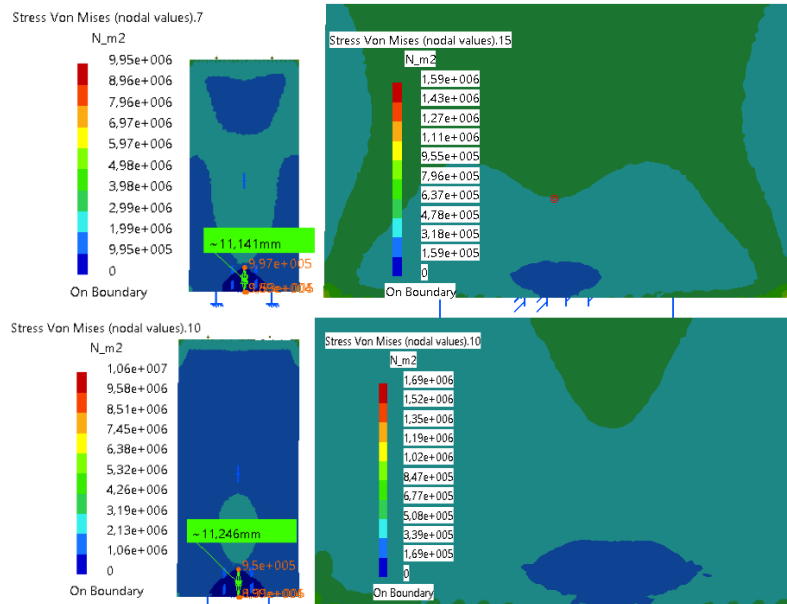 Stress Von Mises (nodal values).7
N_m2
9,95e+006
8,96e+006
7,96e+006
6,97e+006
5,97e+006
4,98e+006
3,98e+006
2,99e+006
1,99e+006
9,95e+005
0
On Boundary
~11,141mm
9,97e+005
Stress Von Mises (nodal values).15
N_m2
1,59e+006
1,43e+006
1,27e+006
1,11e+006
9,55e+005
7,96e+005
6,37e+005
4,78e+005
3,18e+005
1,59e+005
0
On Boundary
Stress Von Mises (nodal values).10
N_m2
1,06e+007
9,58e+006
8,51e+006
7,45e+006
6,38e+006
5,32e+006
4,26e+006
3,19e+006
2,13e+006
1,06e+006
0
On Boundary
~11,246mm
9,5e+005
Stress Von Mises (nodal values).10
N_m2
1,69e+006
1,52e+006
1,35e+006
1,19e+006
1,02e+006
8,47e+005
6,77e+005
5,08e+005
3,39e+005
1,69e+005
0
On Boundary